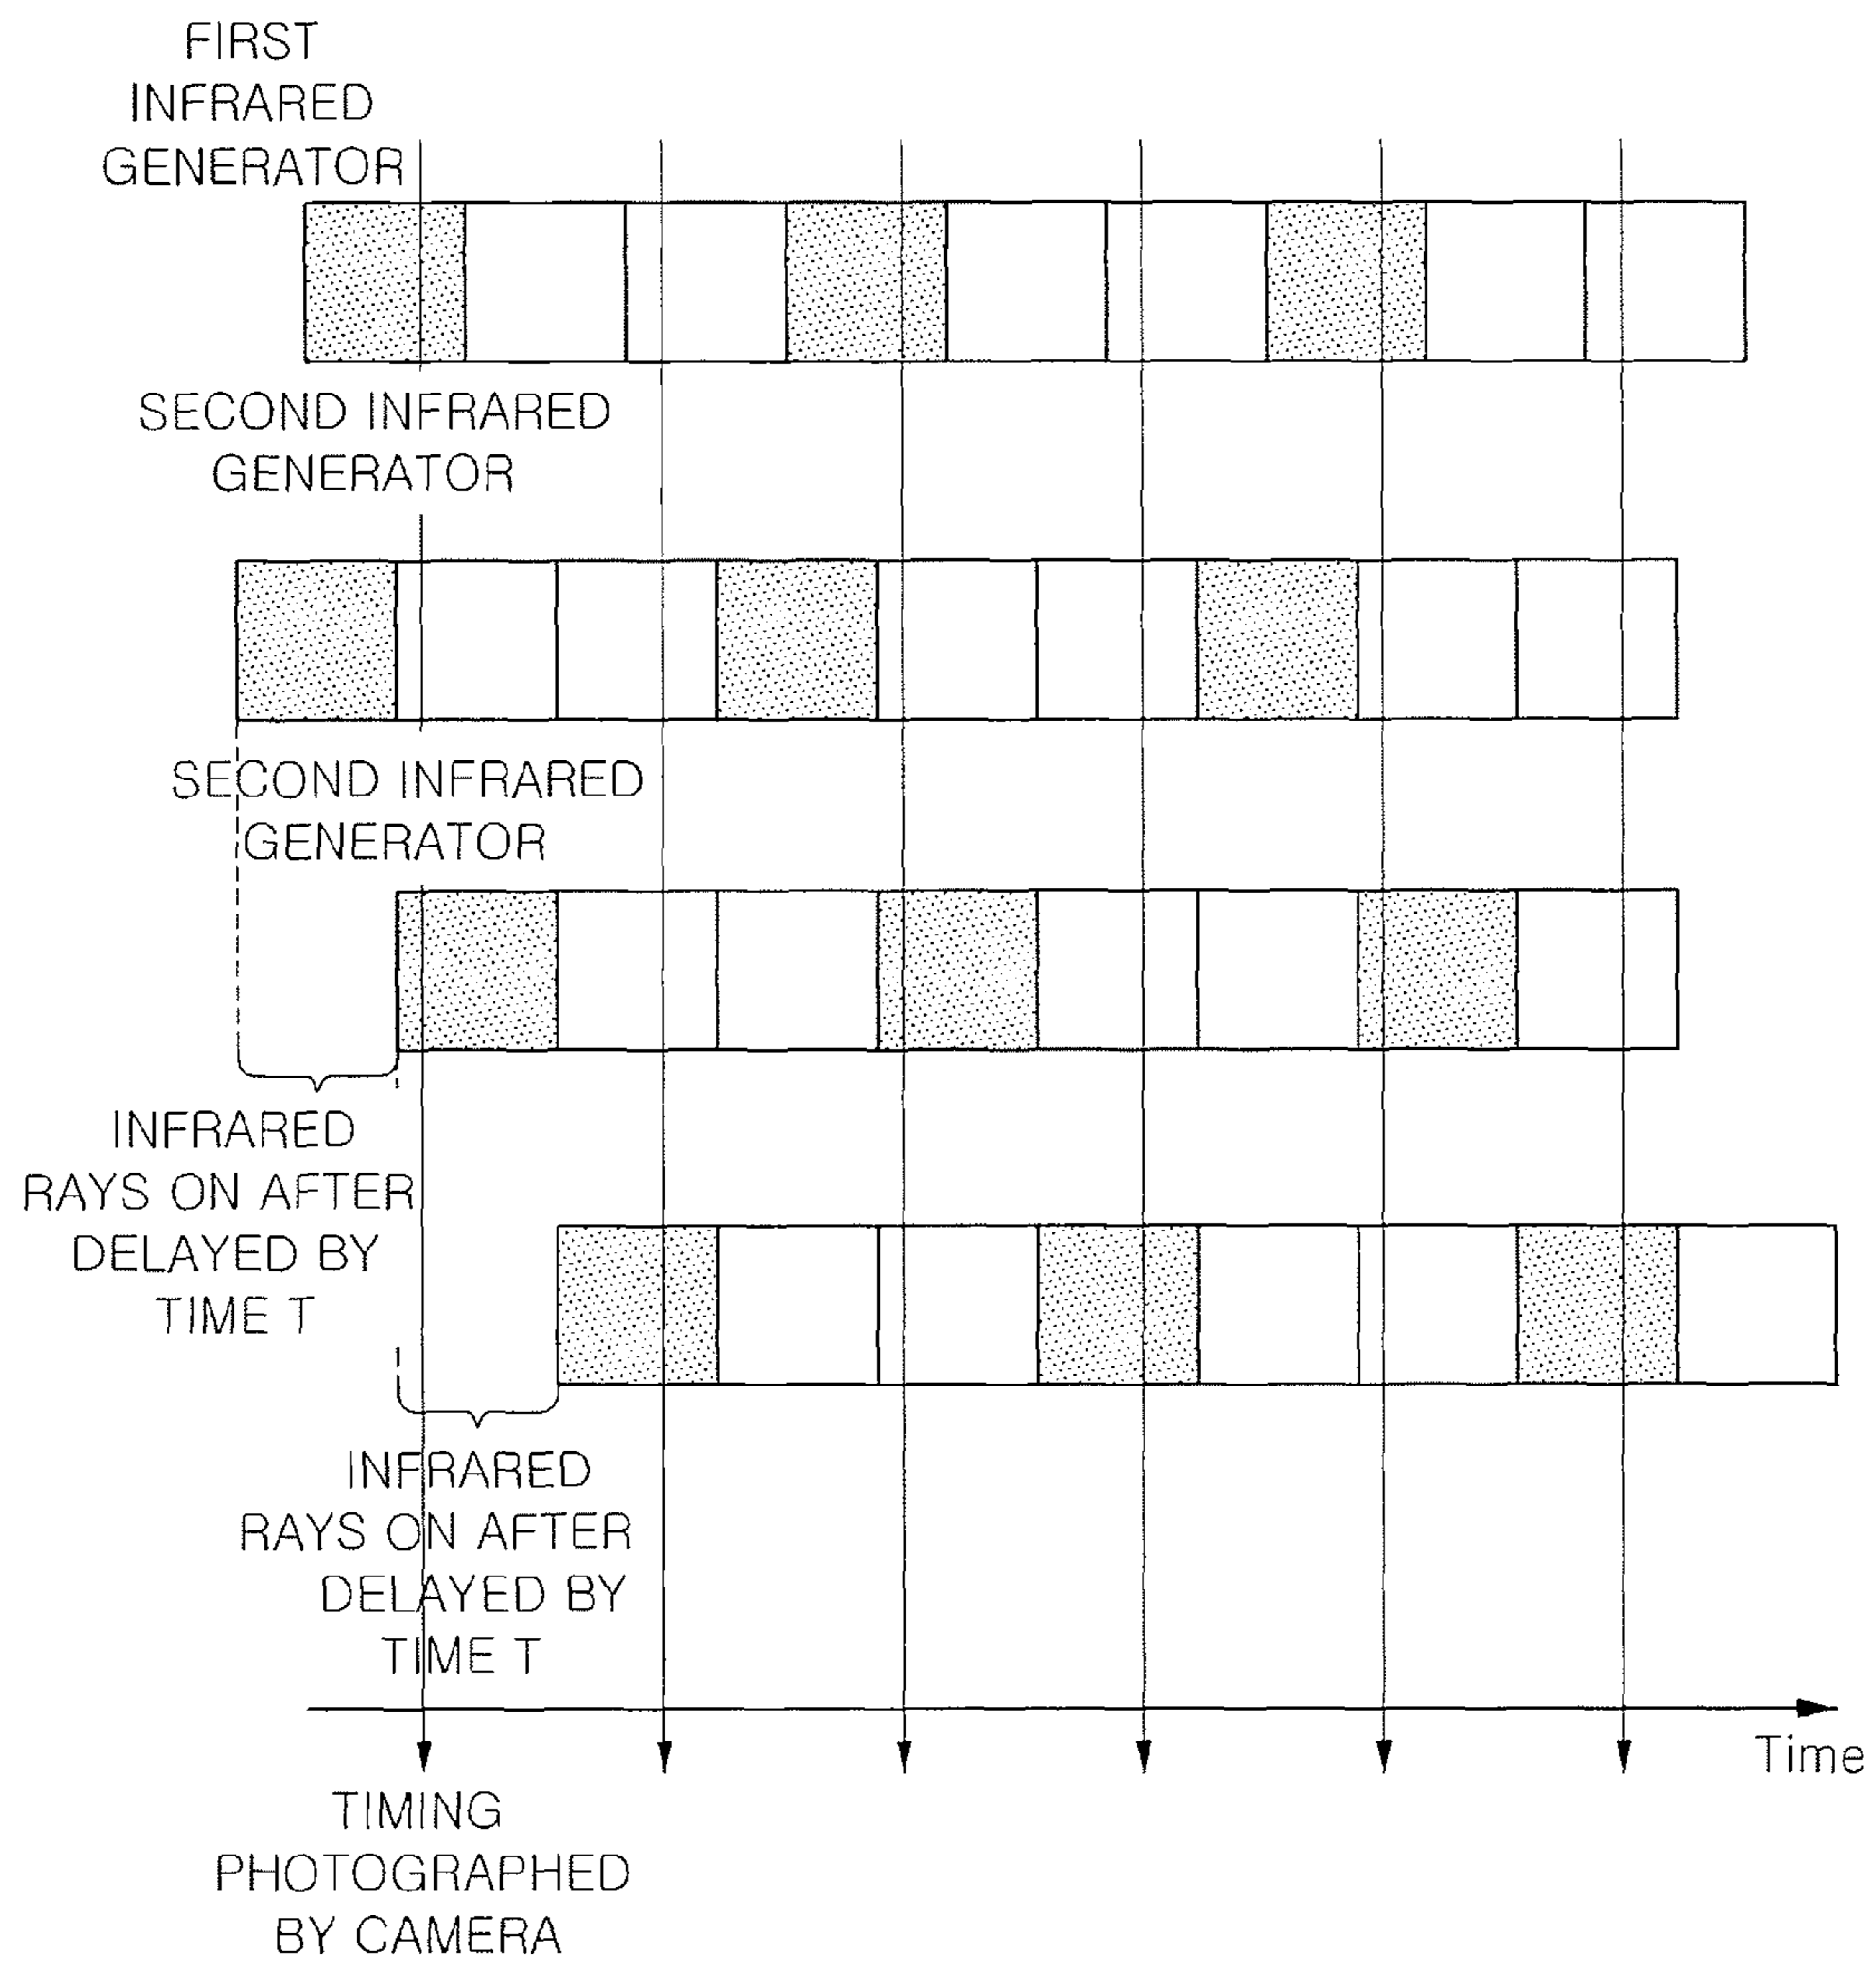 FIRST
INFRARED
GENERATOR
SECOND INFRARED
GENERATOR
SECOND INFRARED
GENERATOR
INFRARED
RAYS ON AFTER
DELAYED BY
TIME T
INFRARED
RAYS ON AFTER
DELAYED BY
TIME T
Time
TIMING
PHOTOGRAPHED
BY CAMERA